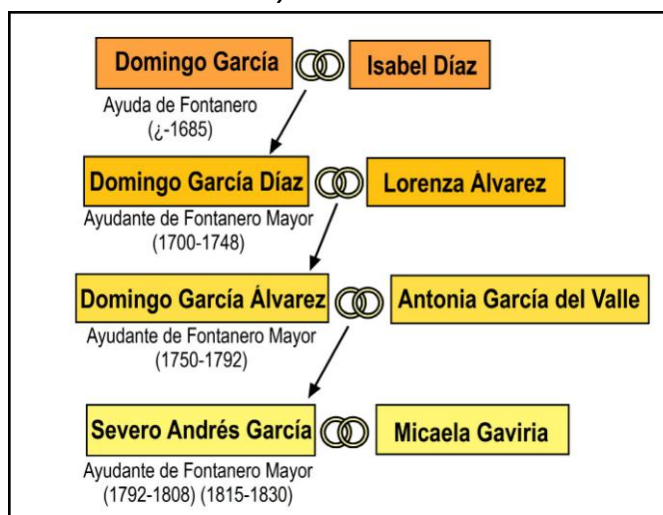 Domingo García
Isabel Díaz
Ayuda de Fontanero
(¿-1685)
Domingo García Díaz
Lorenza Álvarez
Ayudante de Fontanero Mayor
(1700-1748)
Domingo García Álvarez
Antonia García del Valle
Ayudante de Fontanero Mayor
(1750-1792)
Severo Andrés García
Micaela Gaviria
Ayudante de Fontanero Mayor
(1792-1808) (1815-1830)